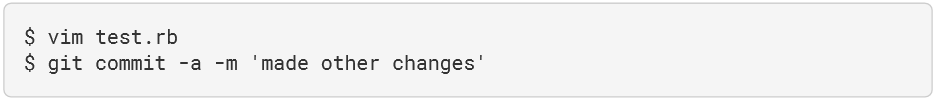 $ vim test.rb
$ git commit -a -m 'made other changes'